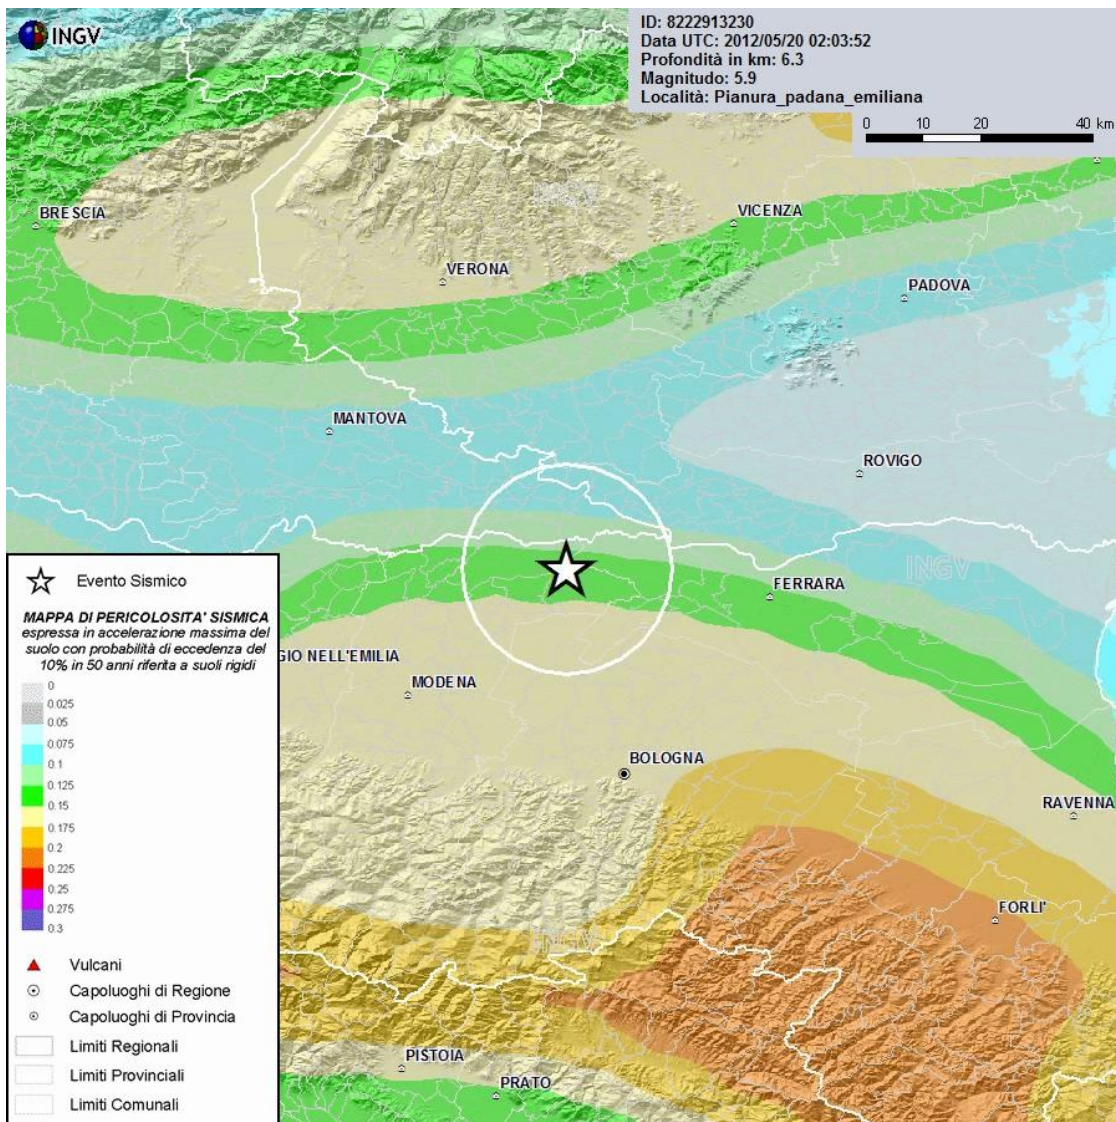 INGV
ID: 8222913230
Data UTC: 2012/05/20 02:03:52
Profondità in km: 6.3
Magnitudo: 5.9
Località: Pianura_padana_emiliana
0 10 20 40 km
INGV
BRESCIA
VICENZA
VERONA
PADOVA
MANTOVA
ROVIGO
INGV
FERRARA
GIO NELL'EMILIA
MODENA
BOLOGNA
RAVENNA
FORLI'
INGV
PISTOIA
PRATO
Evento Sismico
MAPPA DI PERICOLOSITA' SISMICA
espressa in accelerazione massima del
suolo con probabilità di eccedenza del
10% in 50 anni riferita a suoli rigidi
0
0.025
0.05
0.075
0.1
0.125
0.15
0.175
0.2
0.225
0.25
0.275
0.3
Vulcani
Capoluoghi di Regione
Capoluoghi di Provincia
Limiti Regionali
Limiti Provinciali
Limiti Comunali